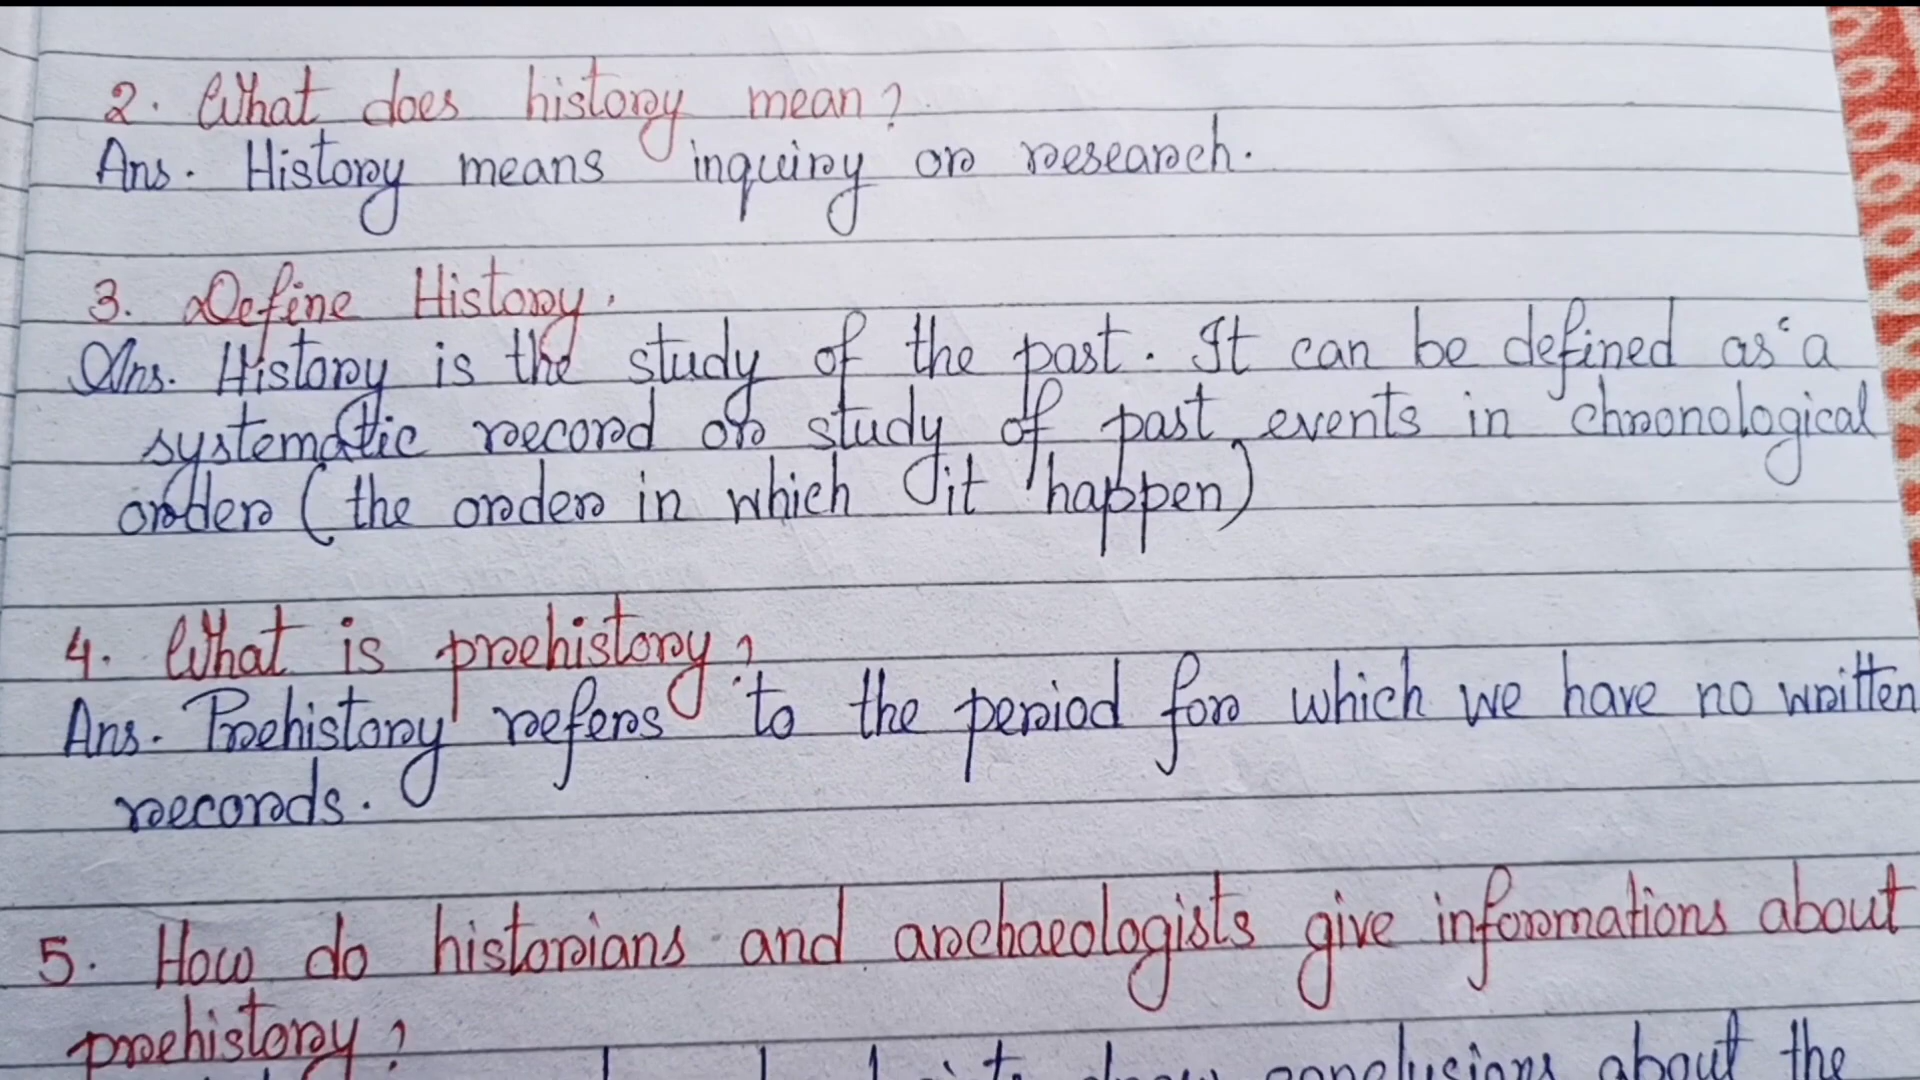 2. What does history mean?
Ans. History means inquiry or research.
3. Define History.
Ans. History is the study of the past. It can be defined as a
systematic record or study of past events in chronological
order (the order in which it happen)
4. What is prehistory?
Ans. Prehistory refers to the period for which we have no written
records.
5. How do historians and archaeologists give informations about
prehistory?
conclusions about the